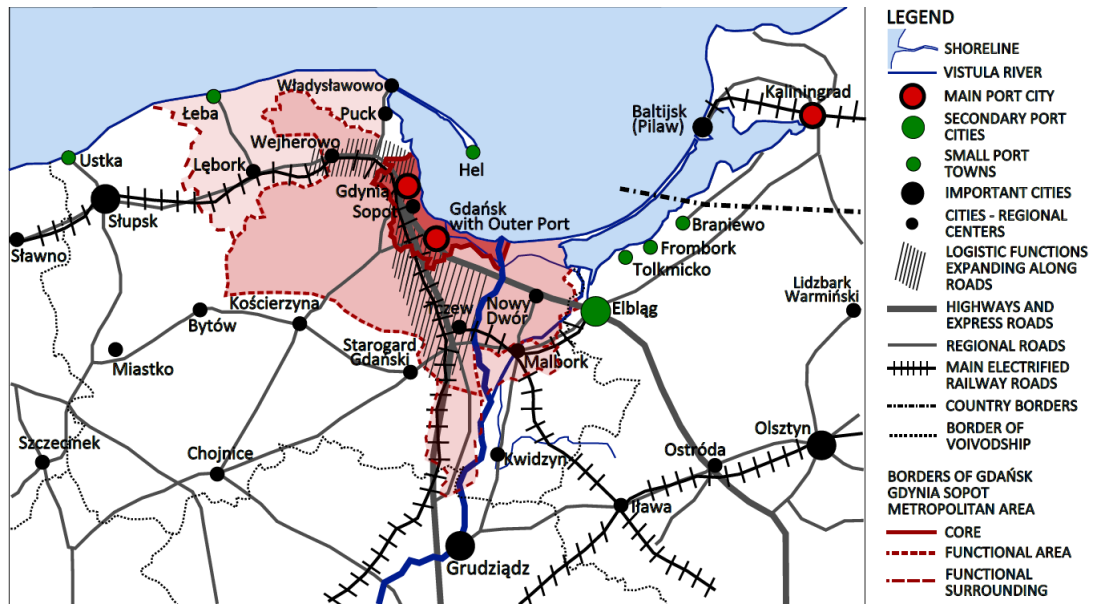 Władysławowo
Łeba
Puck
Kaliningrad
Baltijsk
(Pilaw)
Wejherowo
Ustka
Lębork
Hel
Gdynia
Sopot
Gdańsk
with Outer Port
Słupsk
Braniewo
Sławno
Frombork
Tolkmicko
Lidzbark
Warmiński
Kościerzyna
Bytów
Tczew
Nowy
Dwór
Elbląg
Starogard
Gdański
Malbork
Miastko
Szczecinek
Chojnice
Kwidzyn
Ostróda
Olsztyn
Iława
Grudziądz
LEGEND
SHORELINE
VISTULA RIVER
MAIN PORT CITY
SECONDARY PORT
CITIES
SMALL PORT
TOWNS
IMPORTANT CITIES
CITIES - REGIONAL
CENTERS
LOGISTIC FUNCTIONS
EXPANDING ALONG
ROADS
HIGHWAYS AND
EXPRESS ROADS
REGIONAL ROADS
MAIN ELECTRIFIED
RAILWAY ROADS
COUNTRY BORDERS
BORDER OF
VOIVODSHIP
BORDERS OF GDAŃSK
GDYNIA SOPOT
METROPOLITAN AREA
CORE
FUNCTIONAL AREA
FUNCTIONAL
SURROUNDING